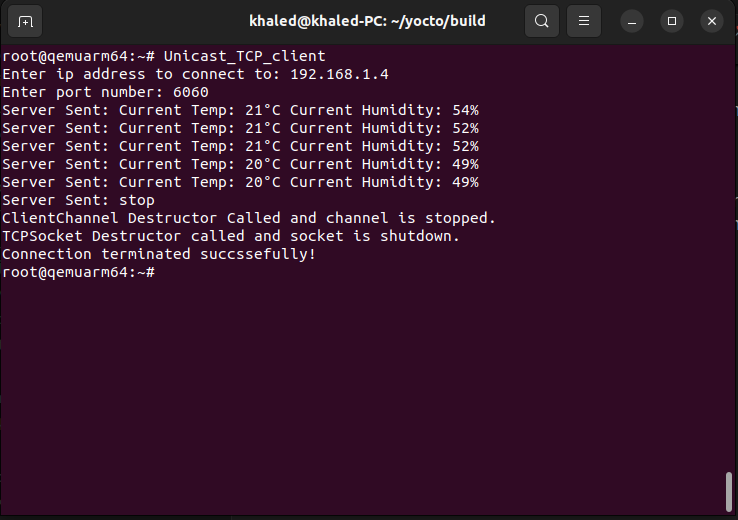 khaled@khaled-PC: ~/yocto/build
root@qemuarm64:~# Unicast_TCP_client
Enter ip address to connect to: 192.168.1.4
Enter port number: 6060
Server Sent: Current Temp: 21°C Current Humidity: 54%
Server Sent: Current Temp: 21°C Current Humidity: 52%
Server Sent: Current Temp: 21°C Current Humidity: 52%
Server Sent: Current Temp: 20°C Current Humidity: 49%
Server Sent: Current Temp: 20°C Current Humidity: 49%
Server Sent: stop
ClientChannel Destructor Called and channel is stopped.
TCPSocket Destructor called and socket is shutdown.
Connection terminated succssefully!
root@qemuarm64:~#